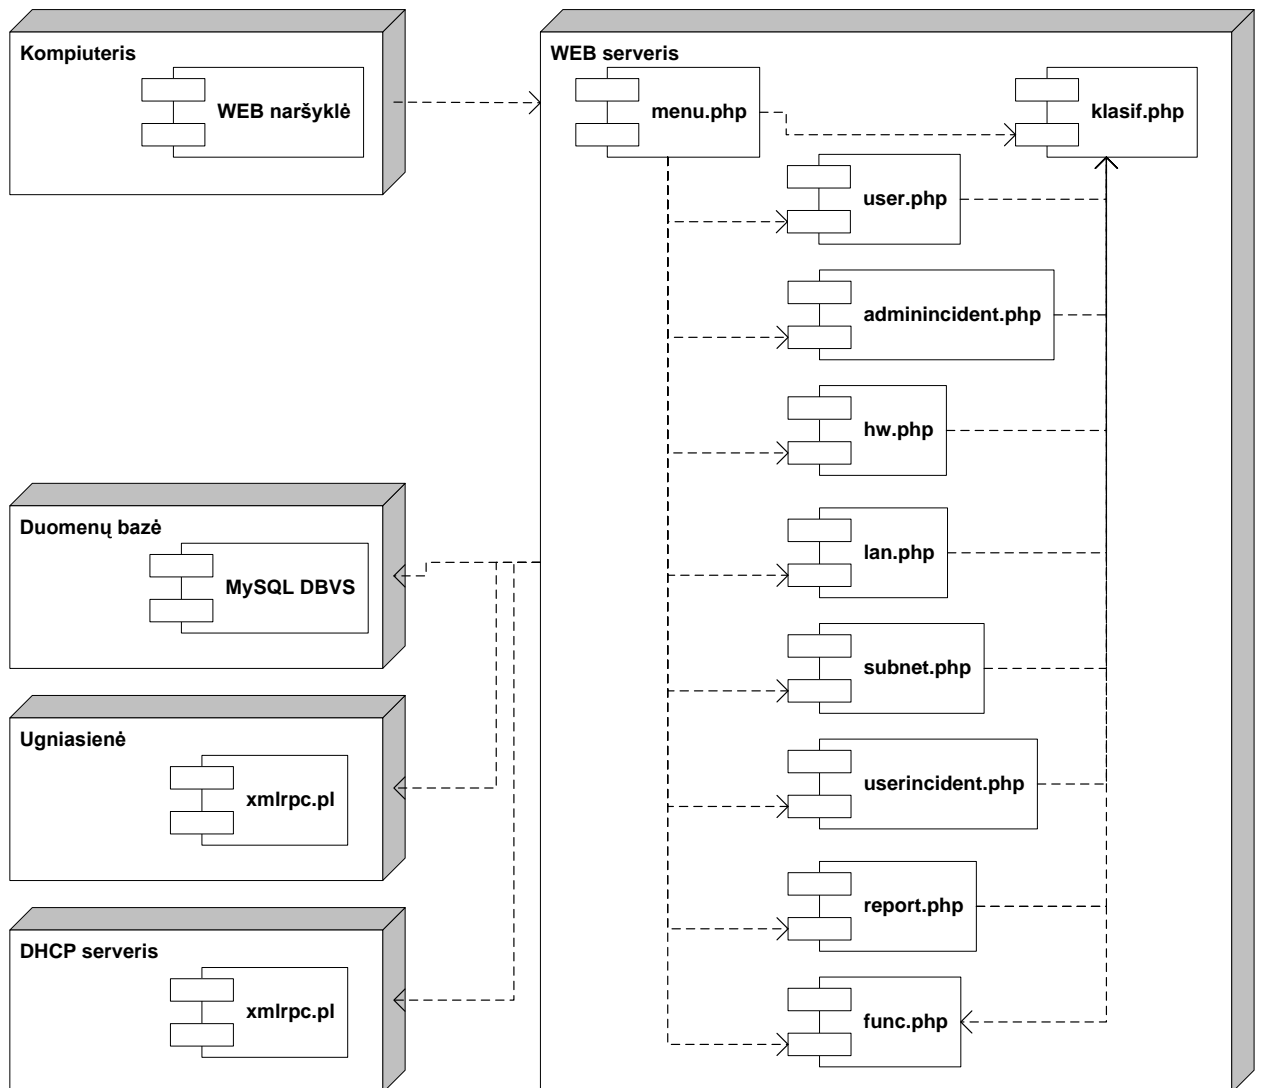 Kompiuteris
WEB naršyklė
WEB serveris
menu.php
klasif.php
user.php
adminincident.php
hw.php
Duomenų bazė
MySQL DBVS
lan.php
subnet.php
Ugniasienė
xmlrpc.pl
userincident.php
report.php
DHCP serveris
xmlrpc.pl
func.php